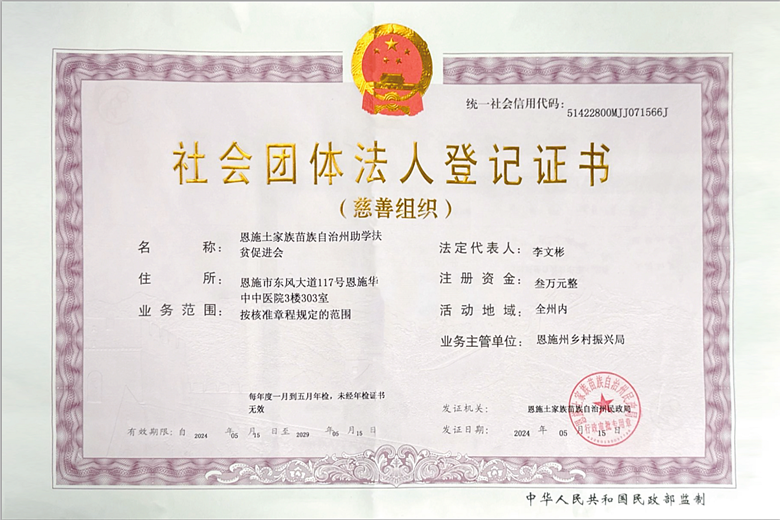 统一社会信用代码：
51422800MJJ071566J
社会团体法人登记证书
（慈善组织）
名 称： 恩施土家族苗族自治州助学扶
贫促进会
住 所： 恩施市东风大道117号恩施华
中中医院3楼303室
业务范围： 按核准章程规定的范围
法定代表人： 李文彬
注册资金： 叁万元整
活动地域： 全州内
业务主管单位： 恩施州乡村振兴局
每年度一月到五月年检，未经年检证书
无效
有效期限：自 2024 年 05 月 15 日 至 2029 年 05 月 15 日
发证机关： 恩施土家族苗族自治州民政局
发证日期： 2024 年 05 月 15 日
中华人民共和国民政部监制